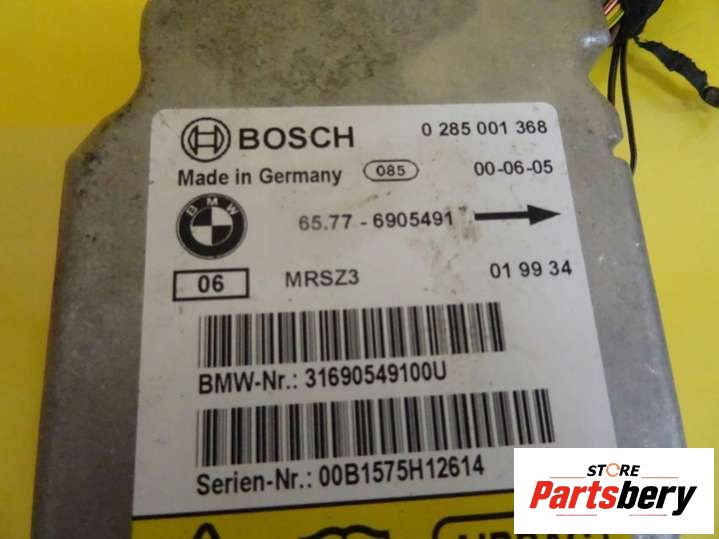 BOSCH 0 285 001 368
Made in Germany 085 00-06-05
BMW 65.77 - 6905491
06 MRSZ3 01 99 34
BMW-Nr.: 31690549100U
Serien-Nr.: 00B1575H12614
AIRBAG
STORE
Partsbery